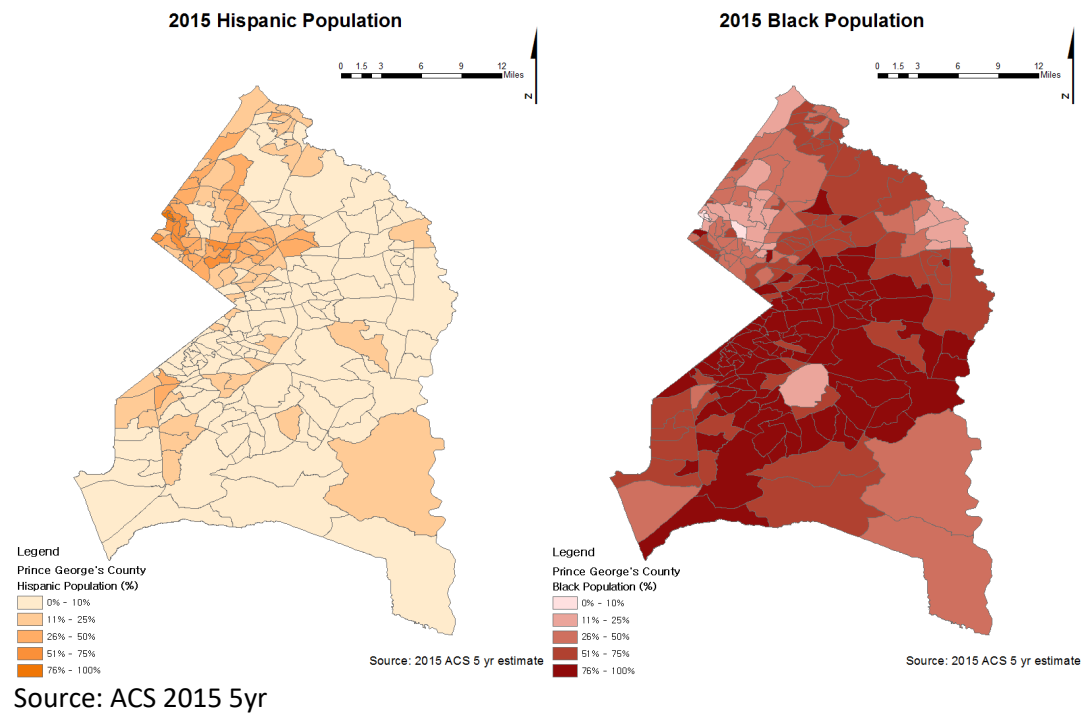 2015 Hispanic Population
0 1.5 3 6 9 12
Miles
N
Legend
Prince George's County
Hispanic Population (%)
0% - 10%
11% - 25%
26% - 50%
51% - 75%
76% - 100%
Source: 2015 ACS 5 yr estimate
2015 Black Population
0 1.5 3 6 9 12
Miles
N
Legend
Prince George's County
Black Population (%)
0% - 10%
11% - 25%
26% - 50%
51% - 75%
76% - 100%
Source: 2015 ACS 5 yr estimate
Source: ACS 2015 5yr